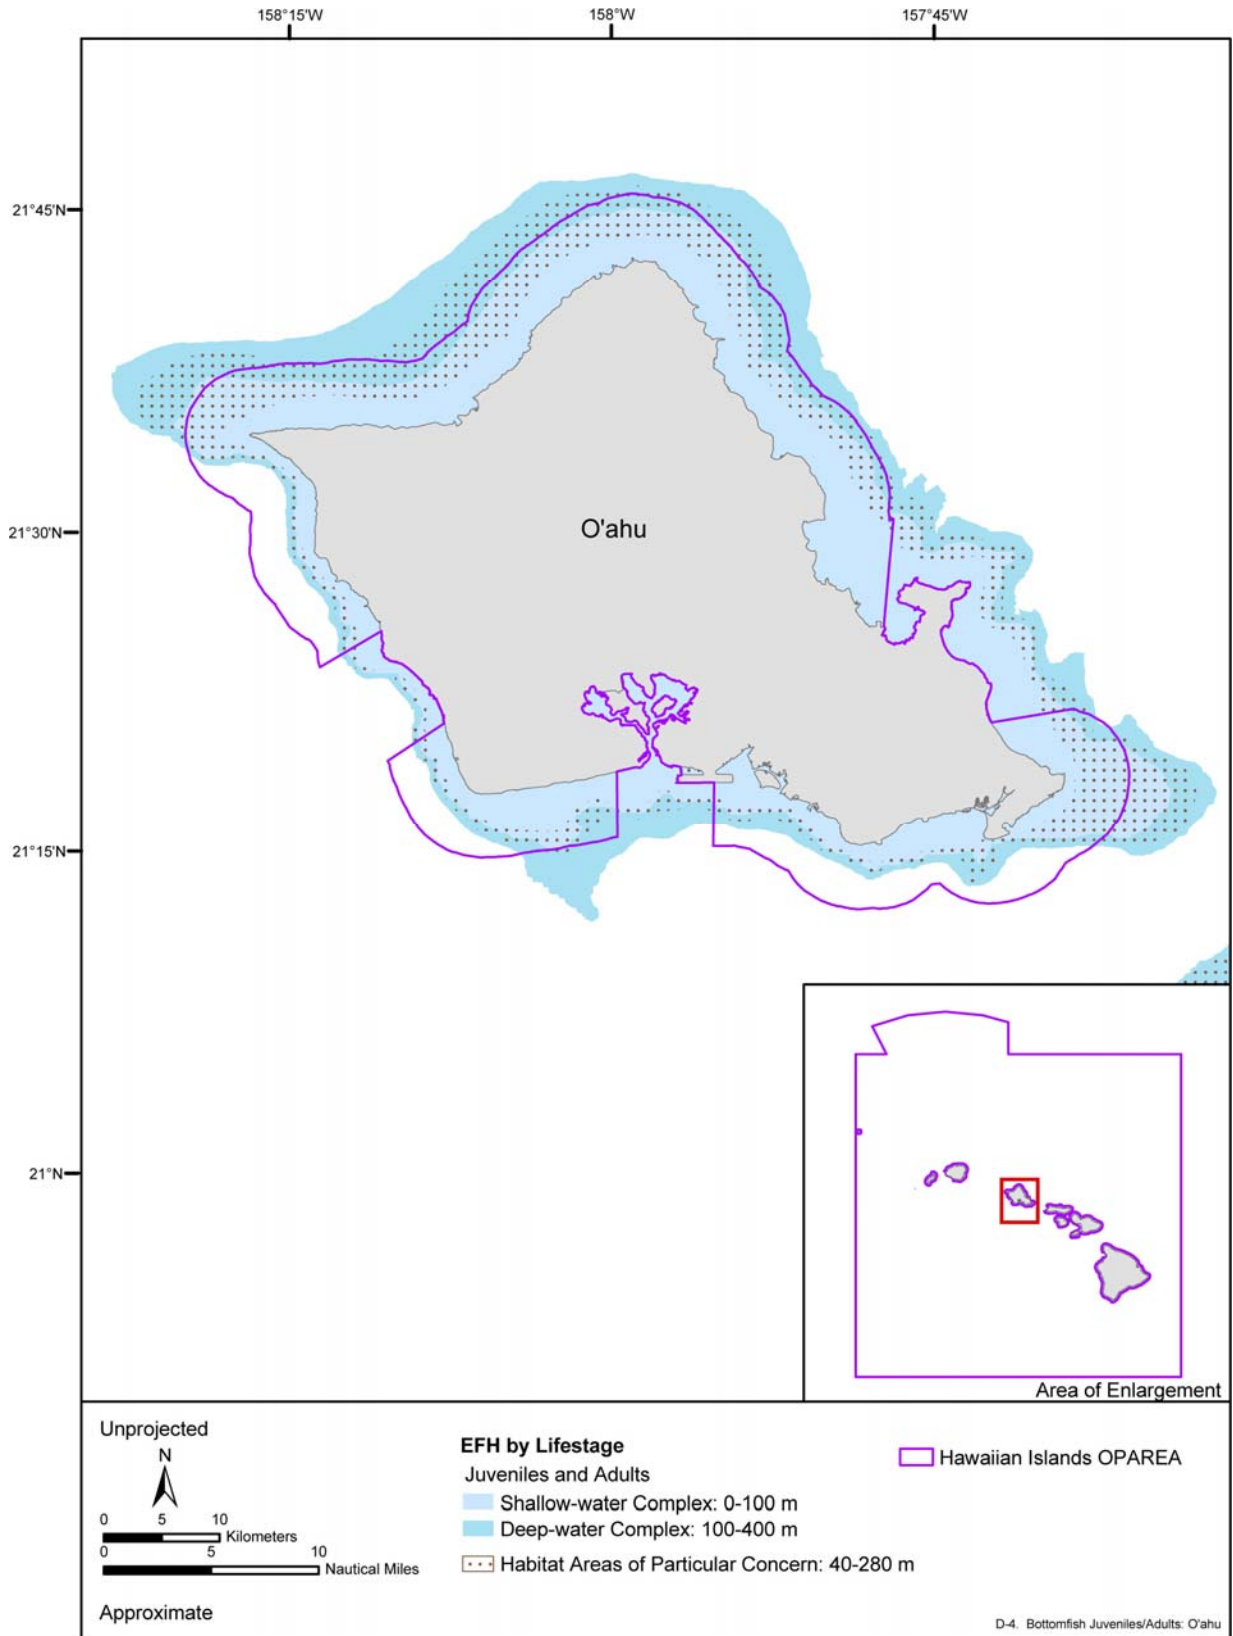 158°15'W
158°W
157°45'W
21°45'N
21°30'N
21°15'N
21°N
O'ahu
Area of Enlargement
Unprojected
N
0 5 10
Kilometers
0 5 10
Nautical Miles
Approximate
EFH by Lifestage
Juveniles and Adults
Shallow-water Complex: 0-100 m
Deep-water Complex: 100-400 m
Habitat Areas of Particular Concern: 40-280 m
Hawaiian Islands OPAREA
D-4. Bottomfish Juveniles/Adults: O'ahu